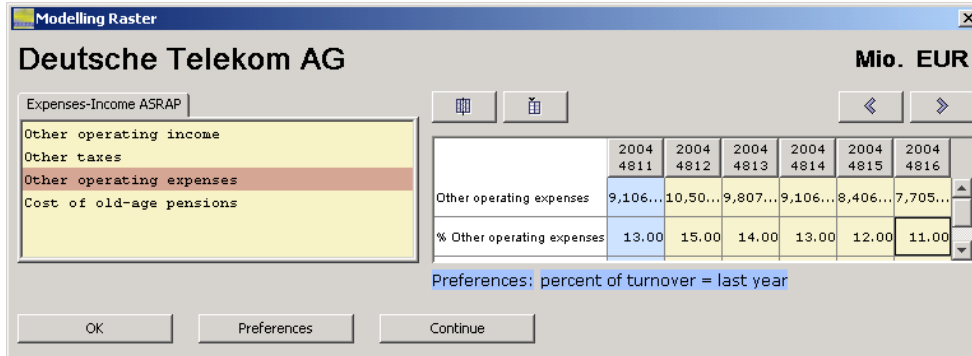 Modelling Raster
Deutsche Telekom AG
Mio. EUR
Expenses-Income ASRAP
Other operating income
Other taxes
Other operating expenses
Cost of old-age pensions
2004 2004 2004 2004 2004 2004
4811 4812 4813 4814 4815 4816
Other operating expenses 9,106... 10,50... 9,807... 9,106... 8,406... 7,705...
% Other operating expenses 13.00 15.00 14.00 13.00 12.00 11.00
Preferences: percent of turnover = last year
OK Preferences Continue